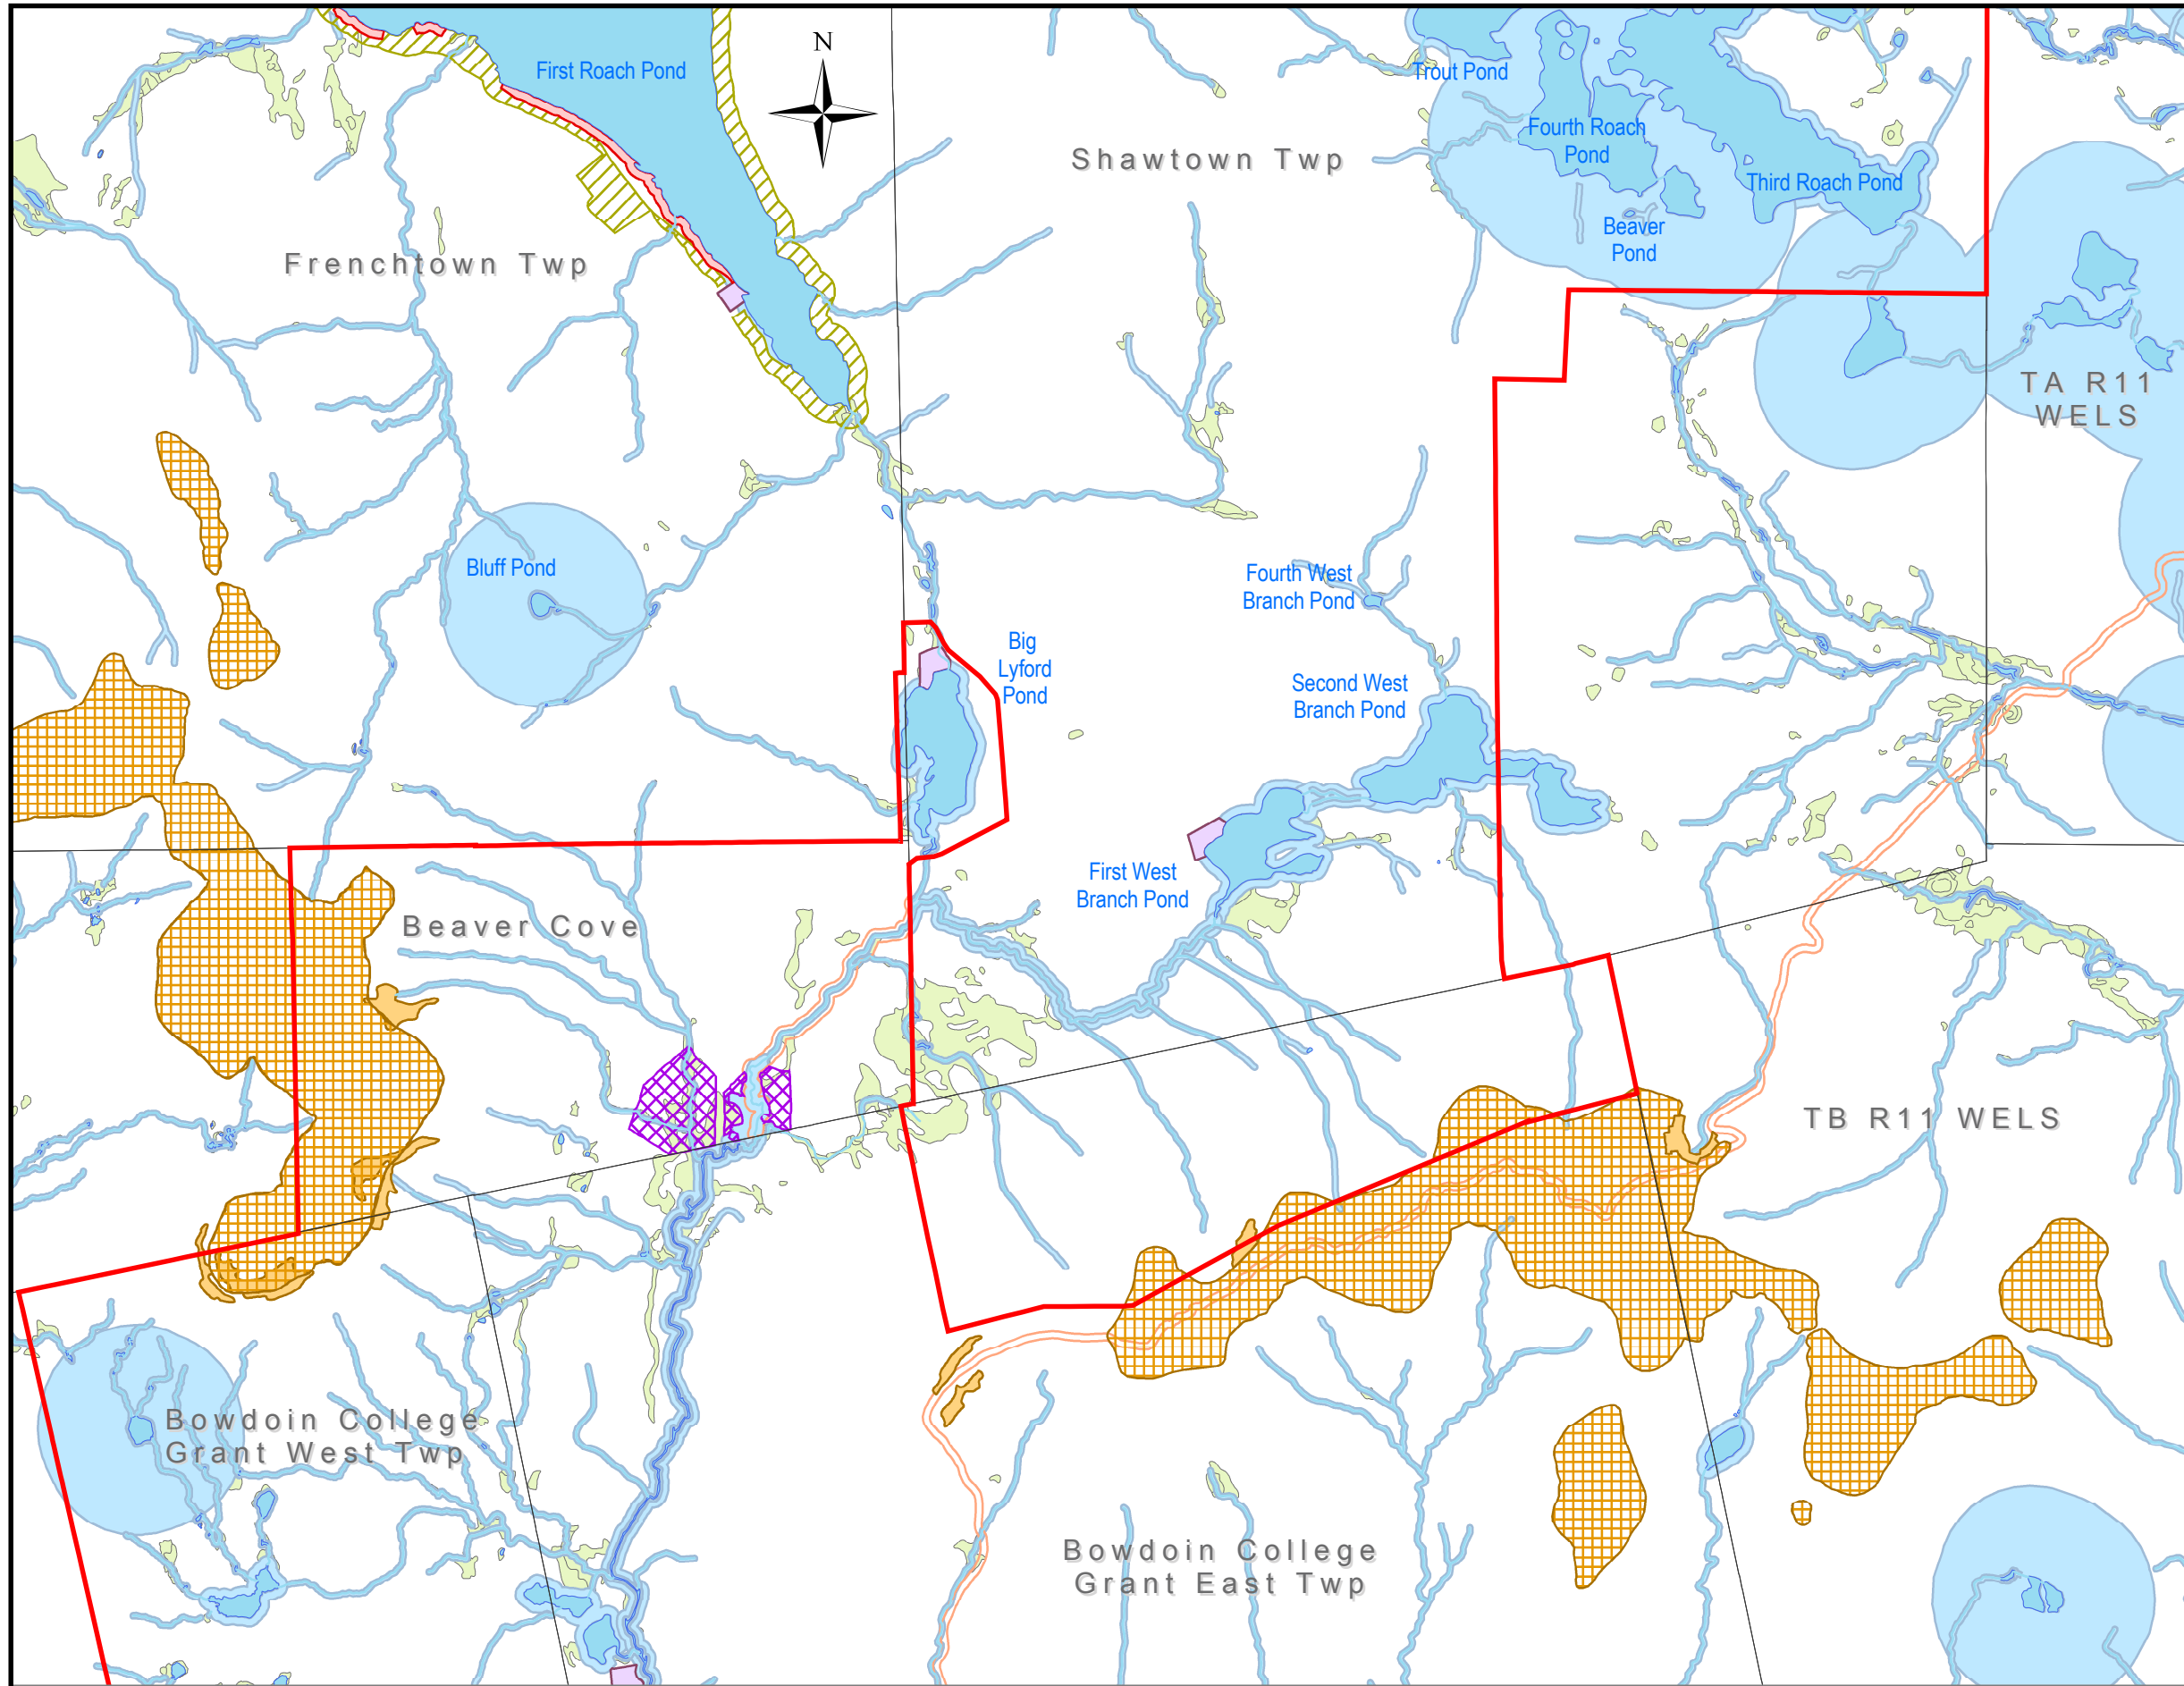 N
First Roach Pond
Trout Pond
Fourth Roach
Pond
Shawtown Twp
Third Roach Pond
Beaver
Pond
Frenchtown Twp
TA R11
WELS
Bluff Pond
Fourth West
Branch Pond
Big
Lyford
Pond
Second West
Branch Pond
First West
Branch Pond
Beaver Cove
TB R11 WELS
Bowdoin College
Grant West Twp
Bowdoin College
Grant East Twp